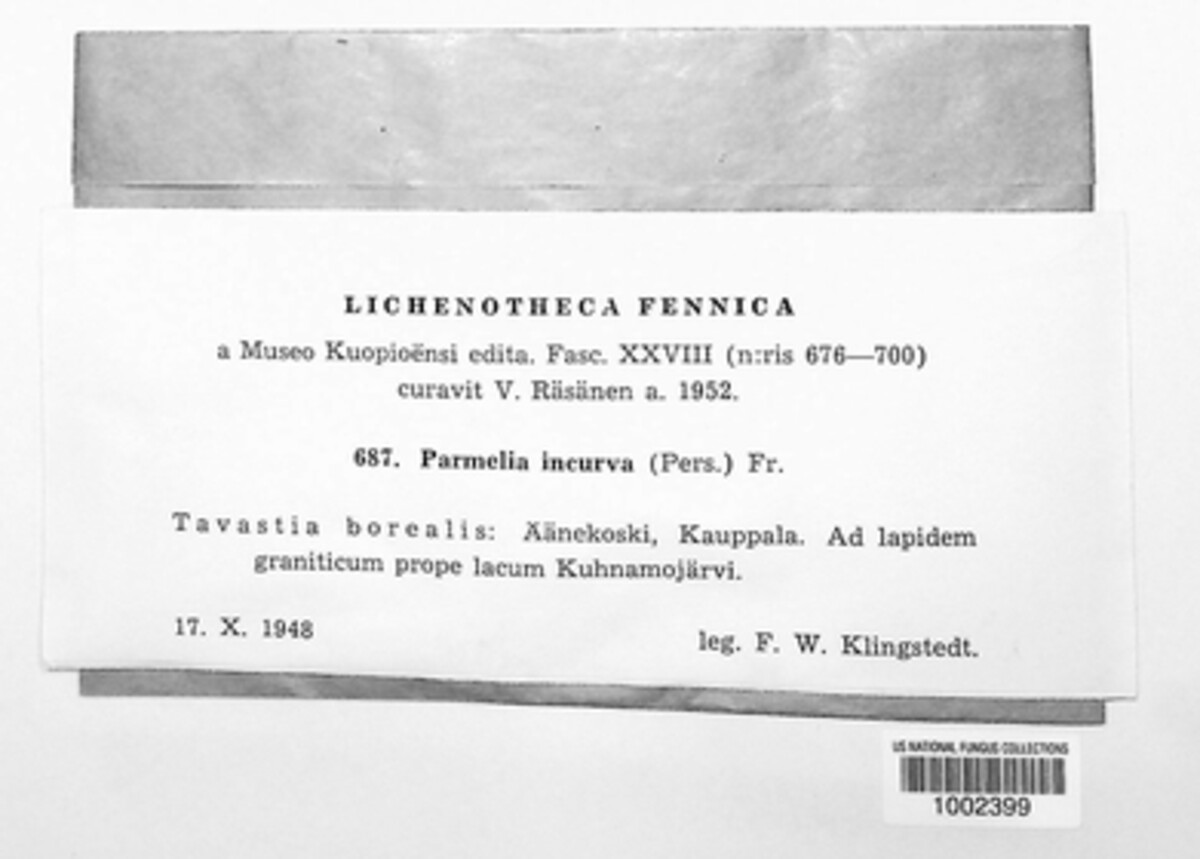 LICHENOTHECA FENNICA
a Museo Kuopioënsi edita. Fasc. XXVIII (n:ris 676—700)
curavit V. Räsänen a. 1952.
687. Parmelia incurva (Pers.) Fr.
Tavastia borealis: Äänekoski, Kauppala. Ad lapidem
graniticum prope lacum Kuhnamojärvi.
17. X. 1948
leg. F. W. Klingstedt.
US NATIONAL FUNGUS COLLECTIONS
1002399